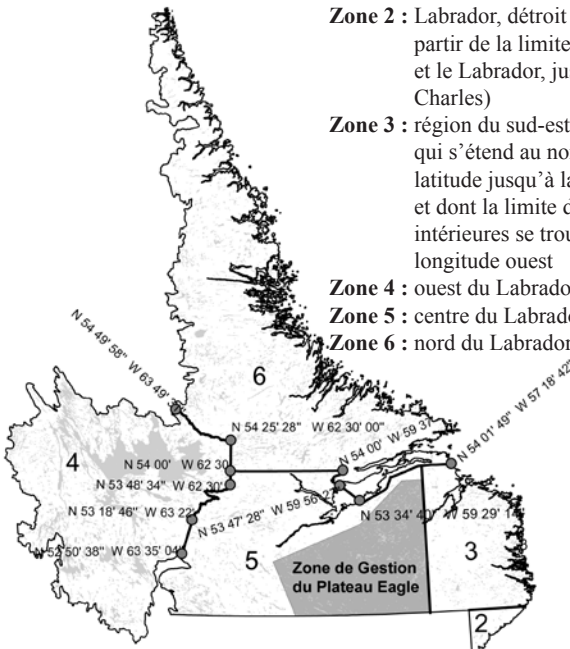 Zone 2 : Labrador, détroit
partir de la limite
et le Labrador, ju
Charles)
Zone 3 : région du sud-est
qui s'étend au no
latitude jusqu'à la
et dont la limite d
intérieures se trou
longitude ouest
Zone 4 : ouest du Labrado
Zone 5 : centre du Labrad
Zone 6 : nord du Labrador
N 54 49' 58" W 63 49' 3
6
N 54 25' 28" W 62 30' 00"
N 54 00' W 59 37'
N 54 01' 49" W 57 18' 42"
4
N 54 00' W 62 30'
N 53 48' 34" W 62 30'
N 53 18' 46" W 63 22'
N 53 47' 28" W 59 56' 2
N 53 34' 40" W 59 29' 1
N 52 50' 38" W 63 35' 04"
5
3
Zone de Gestion
du Plateau Eagle
2